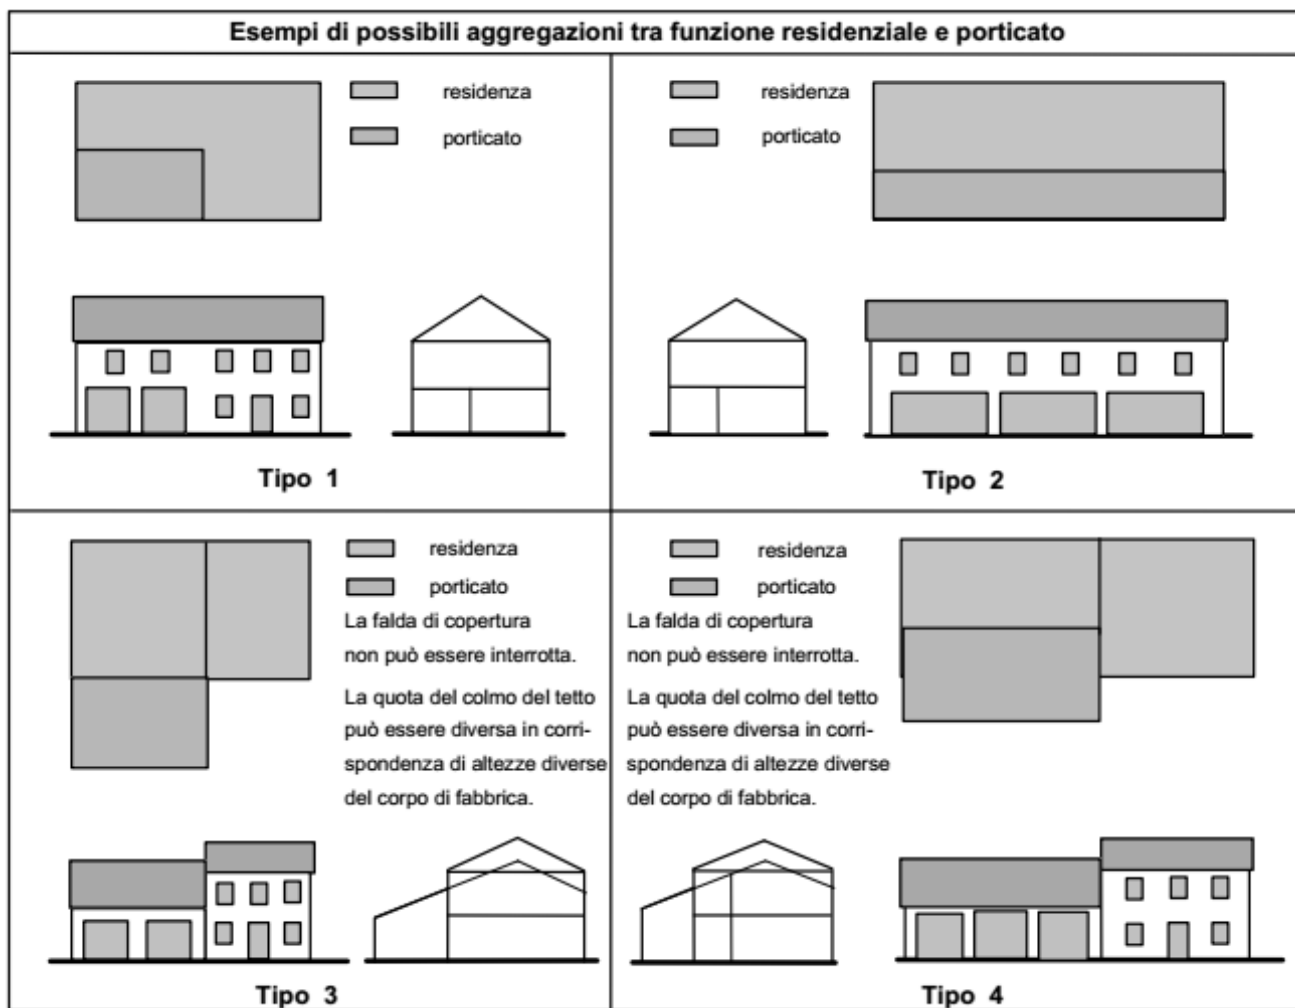 Esempi di possibili aggregazioni tra funzione residenziale e porticato
residenza
porticato
Tipo 1
residenza
porticato
Tipo 2
residenza
porticato
La falda di copertura
non può essere interrotta.
La quota del colmo del tetto
può essere diversa in corri-
spondenza di altezze diverse
del corpo di fabbrica.
Tipo 3
residenza
porticato
La falda di copertura
non può essere interrotta.
La quota del colmo del tetto
può essere diversa in corri-
spondenza di altezze diverse
del corpo di fabbrica.
Tipo 4